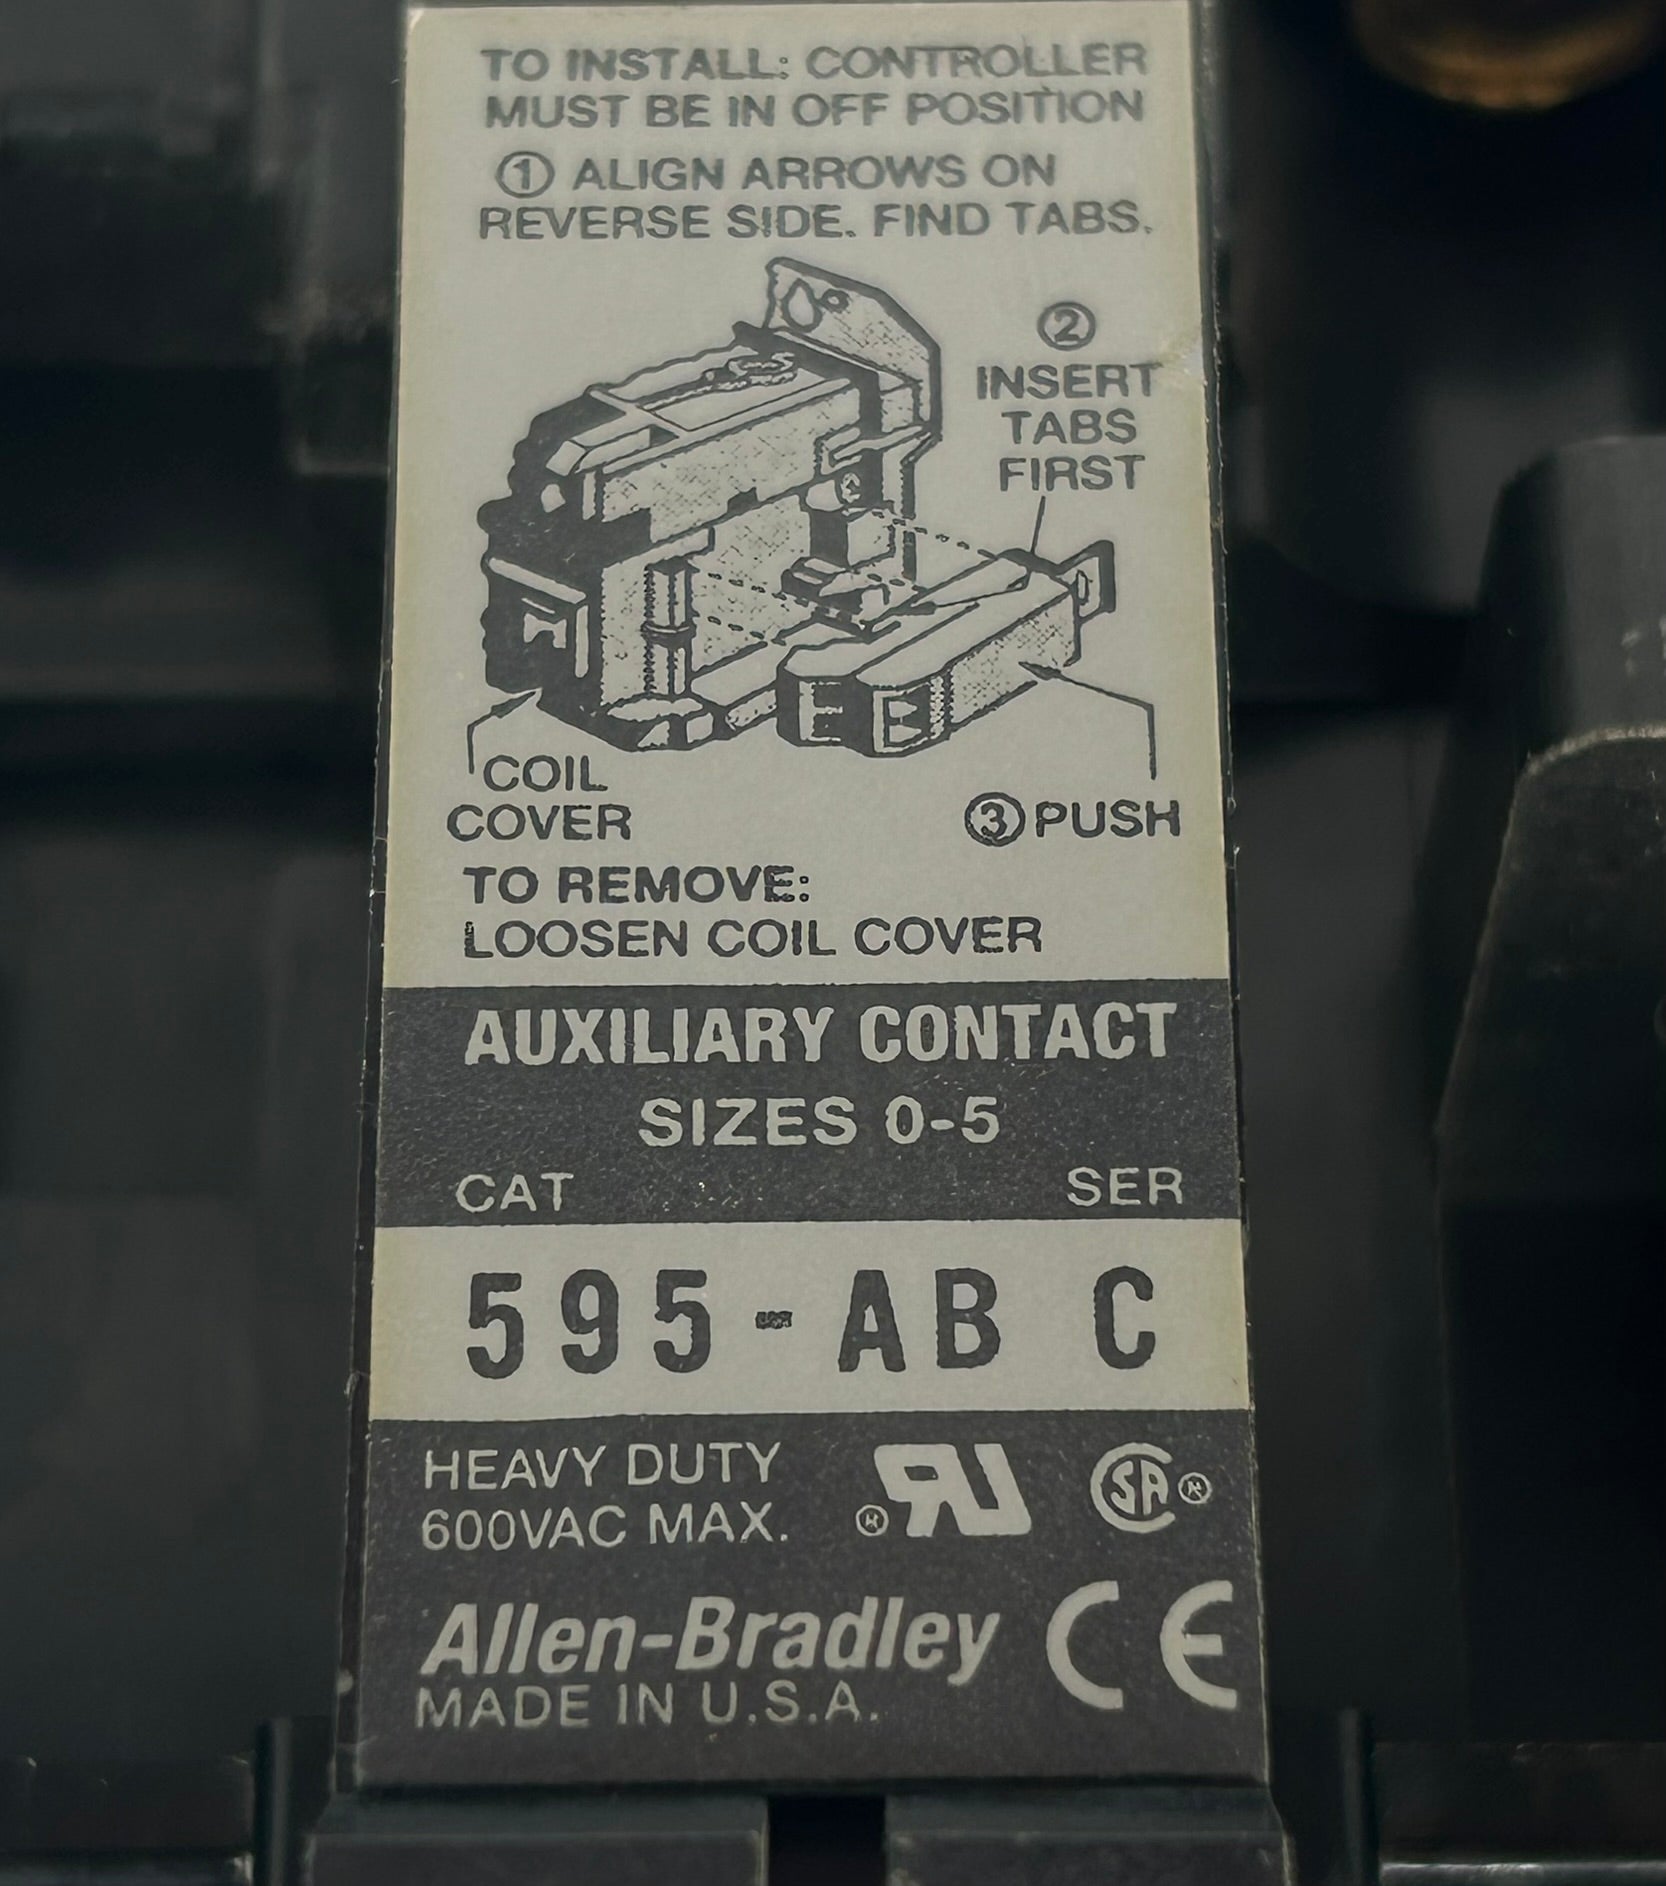 TO INSTALL: CONTROLLER
MUST BE IN OFF POSITION
① ALIGN ARROWS ON
REVERSE SIDE. FIND TABS.
②
INSERT
TABS
FIRST
COIL
COVER
③ PUSH
TO REMOVE:
LOOSEN COIL COVER
AUXILIARY CONTACT
SIZES 0-5
CAT SER
595-AB C
HEAVY DUTY
600VAC MAX.
RU® SA®
Allen-Bradley CE
MADE IN U.S.A.